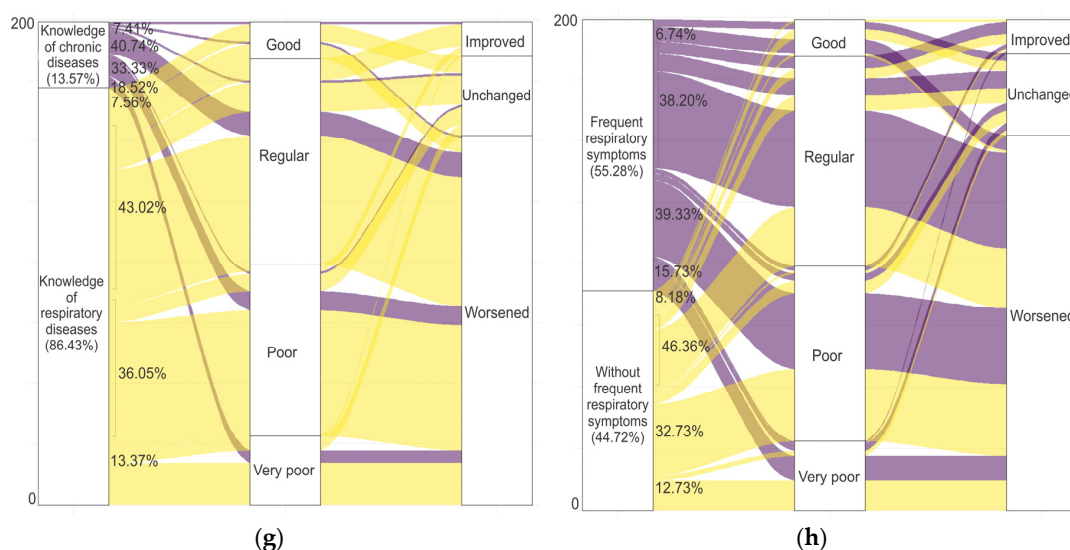 200
Knowledge
of chronic
diseases
(13.57%)
7.41%
40.74%
33.33%
18.52%
7.56%
43.02%
Knowledge
of
respiratory
diseases
(86.43%)
36.05%
13.37%
0
Good
Regular
Poor
Very poor
Improved
Unchanged
Worsened
(g)
200
Frequent
respiratory
symptoms
(55.28%)
6.74%
38.20%
39.33%
15.73%
8.18%
46.36%
Without
frequent
respiratory
symptoms
(44.72%)
32.73%
12.73%
0
Good
Regular
Poor
Very poor
Improved
Unchanged
Worsened
(h)